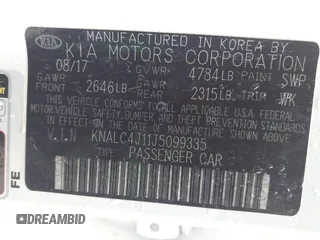 MANUFACTURED IN KOREA BY
KIA KIA MOTORS CORPORATION
08/17 GVWR 4784LB PAINT SWP
GAWR FRONT 2646LB GAWR REAR 2315LB TRIM WK
THIS VEHICLE CONFORMS TO ALL APPLICABLE FEDERAL
MOTOR VEHICLE SAFETY, BUMPER, AND THEFT PREVENTION
STANDARDS IN EFFECT ON THE DATE OF MANUFACTURE
SHOWN ABOVE.
V.I.N KNALC4J11J5099335
TYPE: PASSENGER CAR
FE
DREAMBID